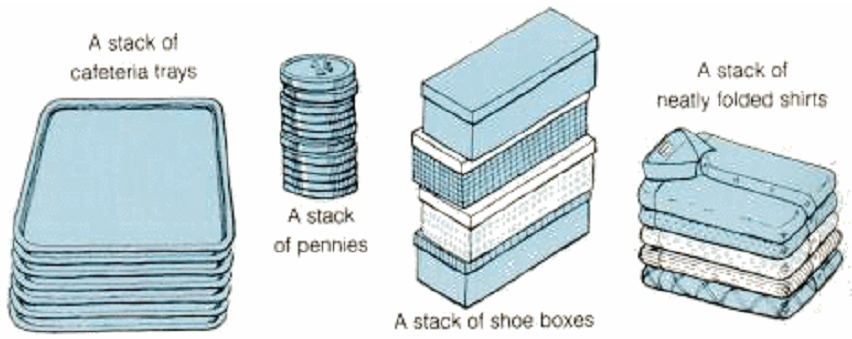 A stack of
cafeteria trays
A stack
of pennies
A stack of shoe boxes
A stack of
neatly folded shirts